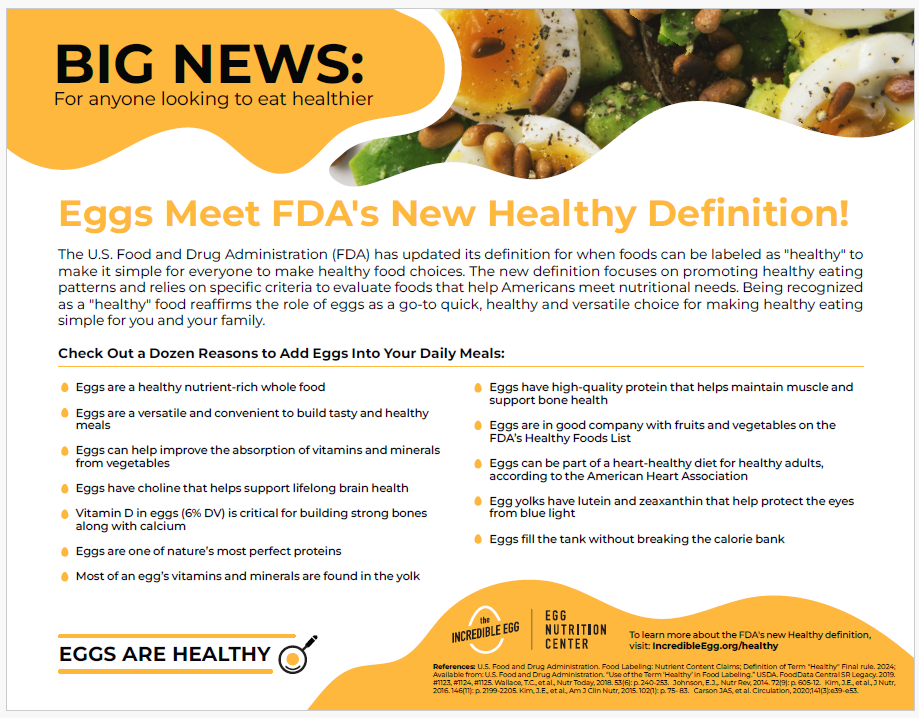 BIG NEWS:
For anyone looking to eat healthier
Eggs Meet FDA's New Healthy Definition!
The U.S. Food and Drug Administration (FDA) has updated its definition for when foods can be labeled as "healthy" to
make it simple for everyone to make healthy food choices. The new definition focuses on promoting healthy eating
patterns and relies on specific criteria to evaluate foods that help Americans meet nutritional needs. Being recognized
as a "healthy" food reaffirms the role of eggs as a go-to quick, healthy and versatile choice for making healthy eating
simple for you and your family.
Check Out a Dozen Reasons to Add Eggs Into Your Daily Meals:
Eggs are a healthy nutrient-rich whole food
Eggs are a versatile and convenient to build tasty and healthy
meals
Eggs can help improve the absorption of vitamins and minerals
from vegetables
Eggs have choline that helps support lifelong brain health
Vitamin D in eggs (6% DV) is critical for building strong bones
along with calcium
Eggs are one of nature's most perfect proteins
Most of an egg's vitamins and minerals are found in the yolk
Eggs have high-quality protein that helps maintain muscle and
support bone health
Eggs are in good company with fruits and vegetables on the
FDA's Healthy Foods List
Eggs can be part of a heart-healthy diet for healthy adults,
according to the American Heart Association
Egg yolks have lutein and zeaxanthin that help protect the eyes
from blue light
Eggs fill the tank without breaking the calorie bank
EGGS ARE HEALTHY
the
INCREDIBLE EGG
EGG
NUTRITION
CENTER
To learn more about the FDA's new Healthy definition,
visit: IncredibleEgg.org/healthy
References: U.S. Food and Drug Administration. Food Labeling: Nutrient Content Claims; Definition of Term "Healthy" Final rule. 2024;
Available from: U.S. Food and Drug Administration. "Use of the Term 'Healthy' in Food Labeling." USDA. FoodData Central SR Legacy. 2019.
#1123, #1124, #1125. Wallace, T.C., et al., Nutr Today, 2018. 53(6): p. 240-253. Johnson, E.J., Nutr Rev, 2014. 72(9): p. 605-12. Kim, J.E., et al., J Nutr,
2016. 146(11): p. 2199-2205. Kim, J.E., et al., Am J Clin Nutr, 2015. 102(1): p. 75-83. Carson JAS, et al. Circulation, 2020;141(3):e39-e53.